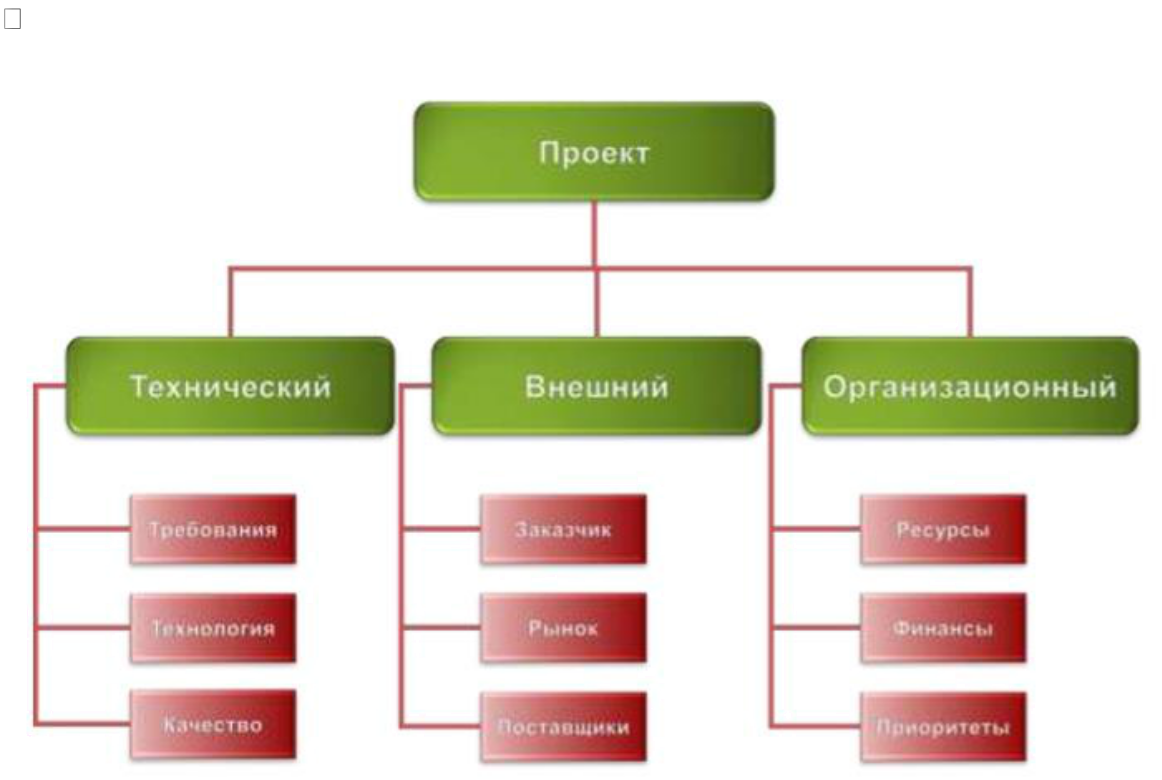 Проект
Технический
Внешний
Организационный
Требования
Заказчик
Ресурсы
Технология
Рынок
Финансы
Качество
Поставщики
Приоритеты